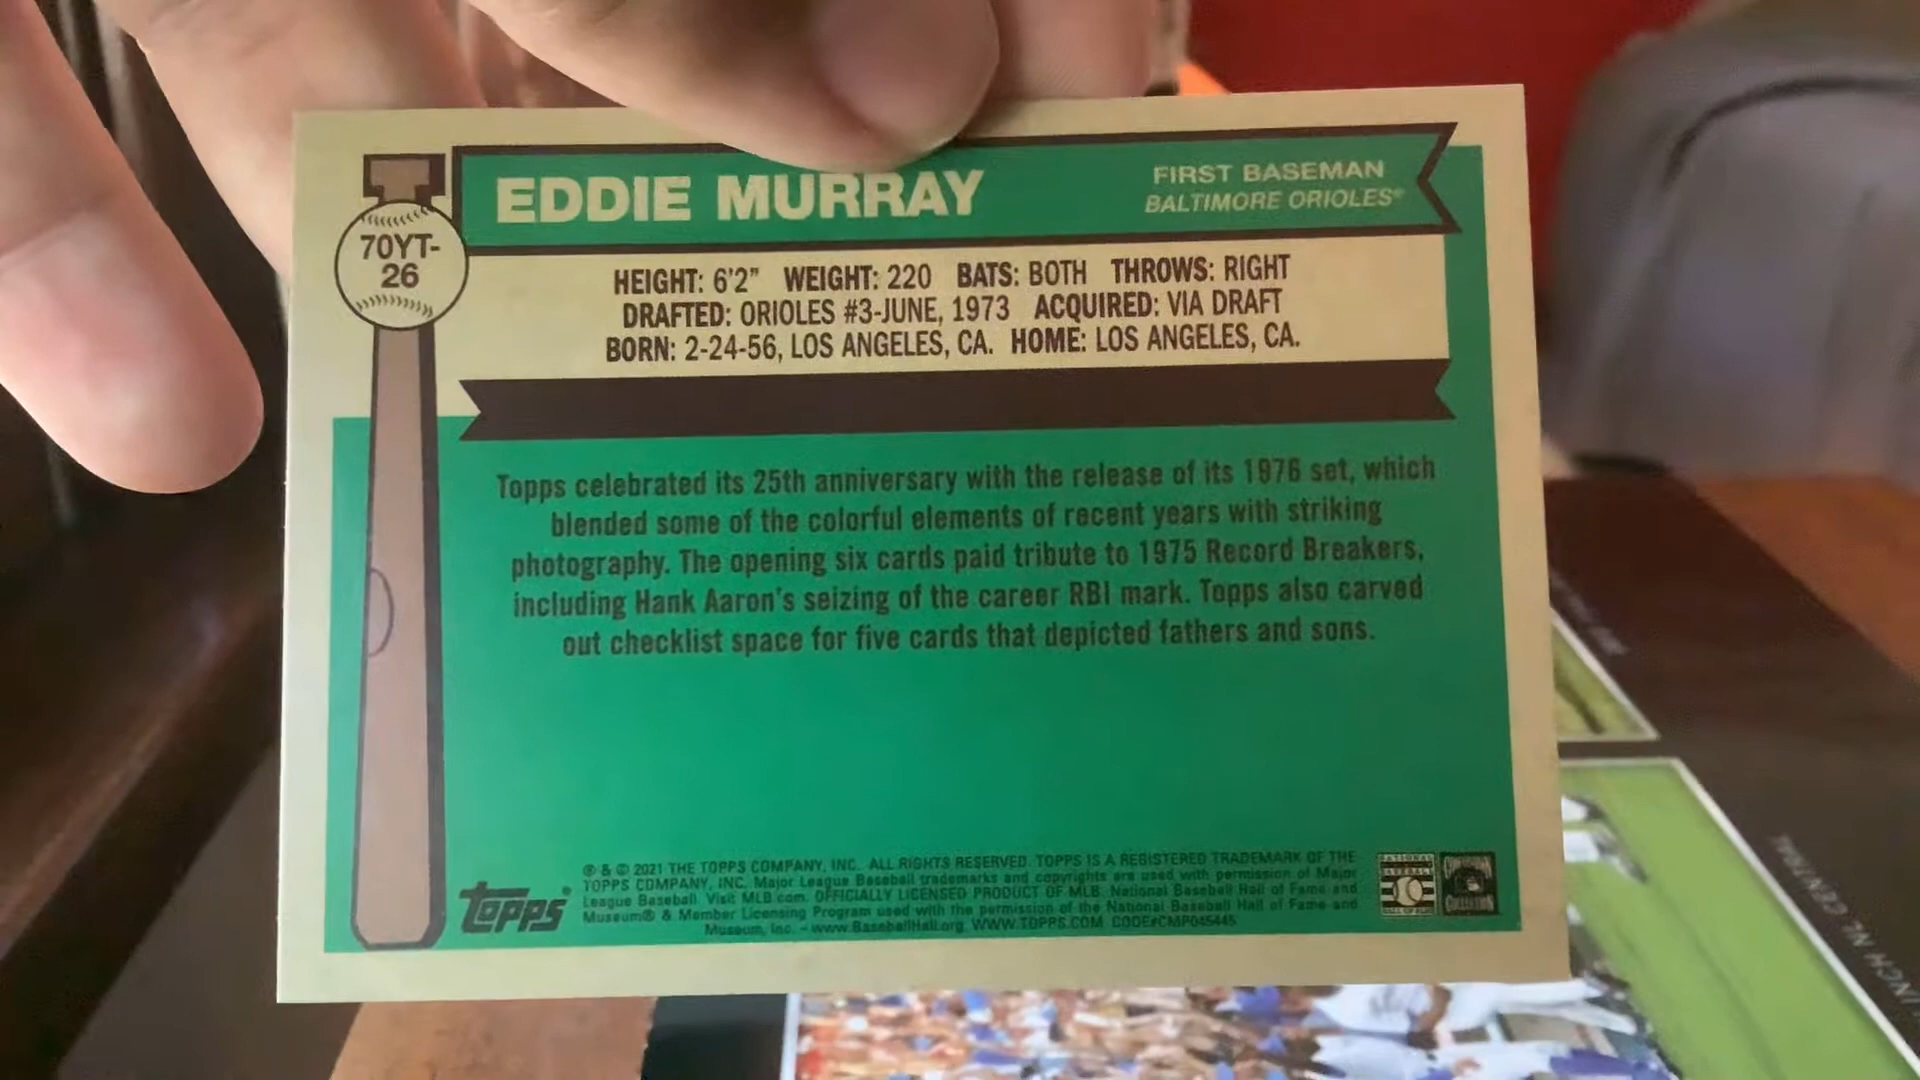 EDDIE MURRAY
FIRST BASEMAN
BALTIMORE ORIOLES®
70YT-
26
HEIGHT: 6'2" WEIGHT: 220 BATS: BOTH THROWS: RIGHT
DRAFTED: ORIOLES #3-JUNE, 1973 ACQUIRED: VIA DRAFT
BORN: 2-24-56, LOS ANGELES, CA. HOME: LOS ANGELES, CA.
Topps celebrated its 25th anniversary with the release of its 1976 set, which
blended some of the colorful elements of recent years with striking
photography. The opening six cards paid tribute to 1975 Record Breakers,
including Hank Aaron's seizing of the career RBI mark. Topps also carved
out checklist space for five cards that depicted fathers and sons.
topps®
® & © 2021 THE TOPPS COMPANY, INC. ALL RIGHTS RESERVED. TOPPS IS A REGISTERED TRADEMARK OF THE
TOPPS COMPANY, INC. Major League Baseball trademarks and copyrights are used with permission of Major
League Baseball. Visit MLB.com. OFFICIALLY LICENSED PRODUCT OF MLB. National Baseball Hall of Fame and
Museum® & Member Licensing Program used with the permission of the National Baseball Hall of Fame and
Museum, Inc. - www.BaseballHall.org. WWW.TOPPS.COM CODE#CMP045445
NL CENTRAL